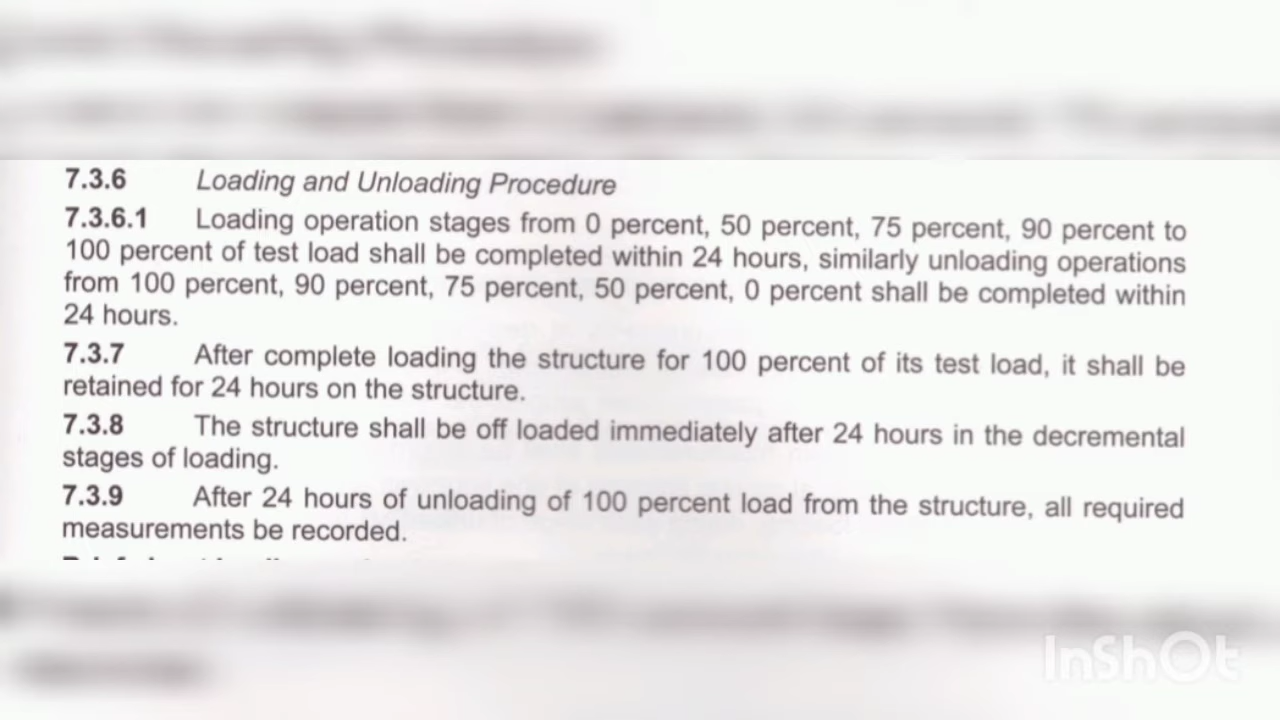 7.3.6 Loading and Unloading Procedure
7.3.6.1 Loading operation stages from 0 percent, 50 percent, 75 percent, 90 percent to
100 percent of test load shall be completed within 24 hours, similarly unloading operations
from 100 percent, 90 percent, 75 percent, 50 percent, 0 percent shall be completed within
24 hours.
7.3.7 After complete loading the structure for 100 percent of its test load, it shall be
retained for 24 hours on the structure.
7.3.8 The structure shall be off loaded immediately after 24 hours in the decremental
stages of loading.
7.3.9 After 24 hours of unloading of 100 percent load from the structure, all required
measurements be recorded.
InShOt